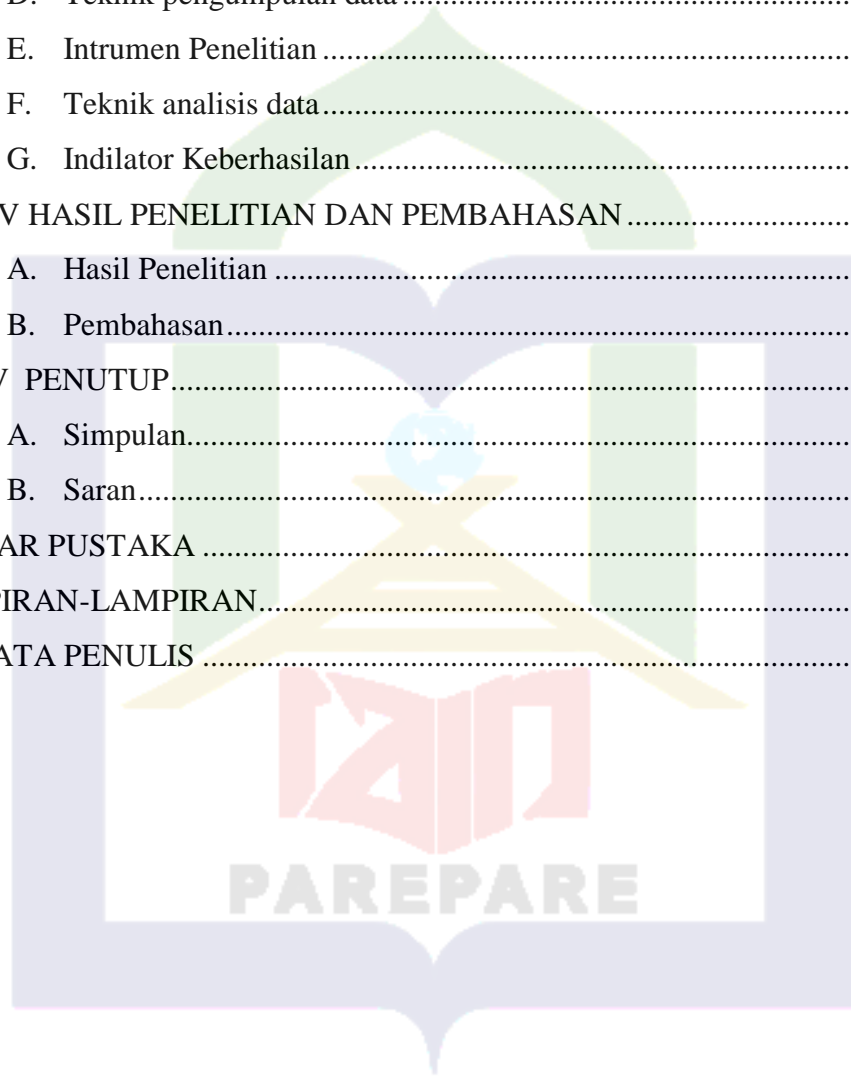 D. Teknik pengumpulan data ........................................................
E. Intrumen Penelitian ........................................................
F. Teknik analisis data ........................................................
G. Indilator Keberhasilan ........................................................
V HASIL PENELITIAN DAN PEMBAHASAN ........................................................
A. Hasil Penelitian ........................................................
B. Pembahasan ........................................................
V PENUTUP ........................................................
A. Simpulan ........................................................
B. Saran ........................................................
AR PUSTAKA ........................................................
PIRAN-LAMPIRAN ........................................................
ATA PENULIS ........................................................
PAREPARE